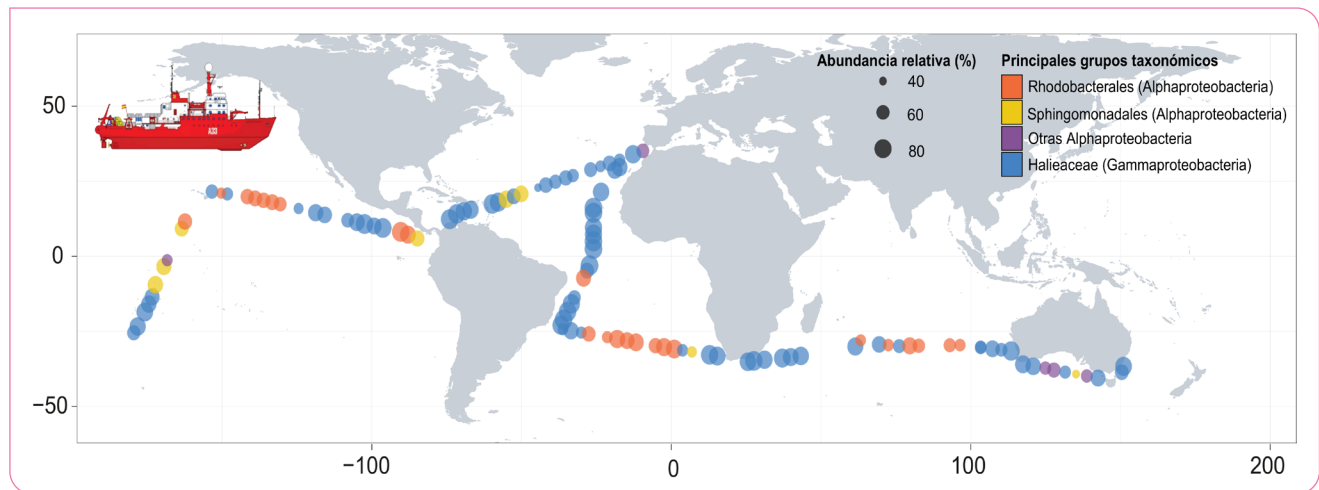 Abundancia relativa (%)
40
60
80
Principales grupos taxonómicos
Rhodobacterales (Alphaproteobacteria)
Sphingomonadales (Alphaproteobacteria)
Otras Alphaproteobacteria
Halieaceae (Gammaproteobacteria)
50
0
−50
−100
0
100
200